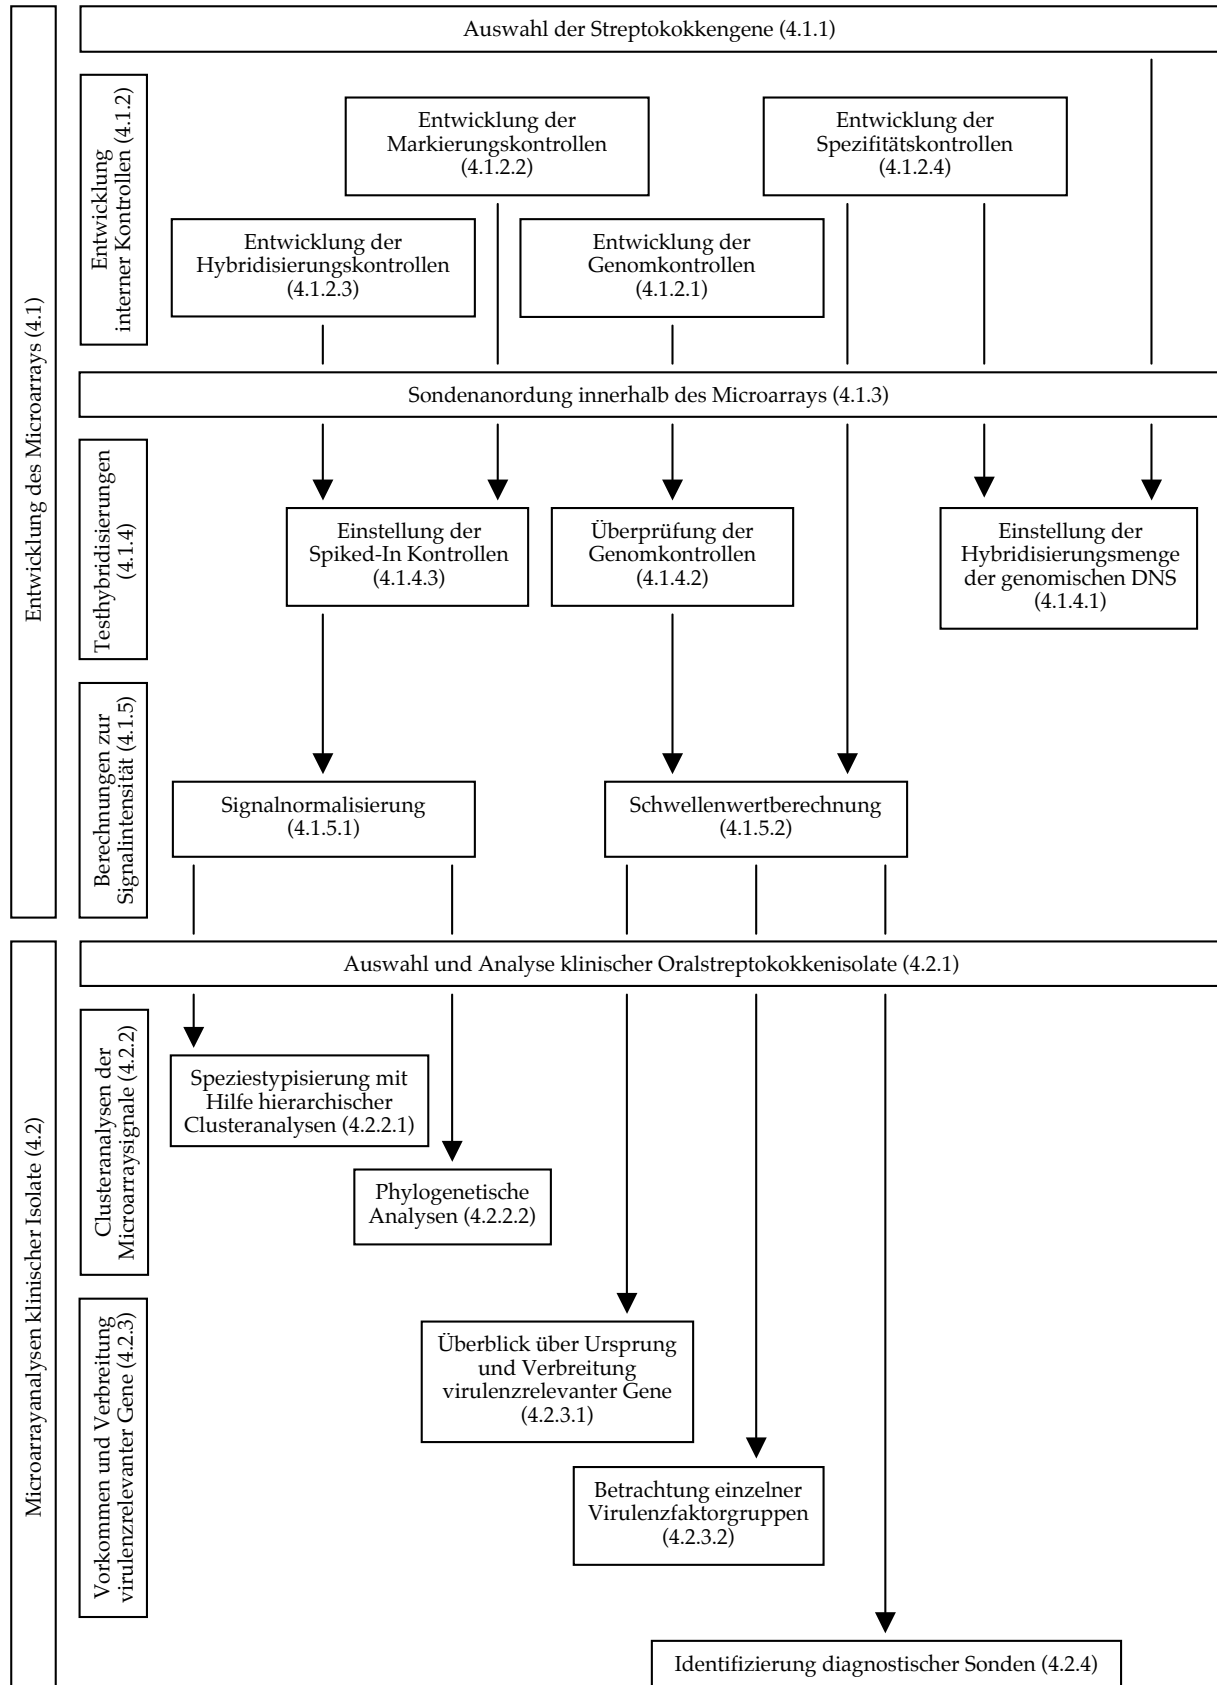 Auswahl der Streptokokkengene (4.1.1)
Entwicklung des Microarrays (4.1)
Entwicklung
interner Kontrollen (4.1.2)
Entwicklung der
Markierungskontrollen
(4.1.2.2)
Entwicklung der
Spezifitätskontrollen
(4.1.2.4)
Entwicklung der
Hybridisierungskontrollen
(4.1.2.3)
Entwicklung der
Genomkontrollen
(4.1.2.1)
Sondenanordung innerhalb des Microarrays (4.1.3)
Testhybridisierungen
(4.1.4)
Einstellung der
Spiked-In Kontrollen
(4.1.4.3)
Überprüfung der
Genomkontrollen
(4.1.4.2)
Einstellung der
Hybridisierungsmenge
der genomischen DNS
(4.1.4.1)
Berechnungen zur
Signalintensität (4.1.5)
Signalnormalisierung
(4.1.5.1)
Schwellenwertberechnung
(4.1.5.2)
Microarrayanalysen klinischer Isolate (4.2)
Auswahl und Analyse klinischer Oralstreptokokkenisolate (4.2.1)
Clusteranalysen der
Microarraysignale (4.2.2)
Speziestypisierung mit
Hilfe hierarchischer
Clusteranalysen (4.2.2.1)
Phylogenetische
Analysen (4.2.2.2)
Vorkommen und Verbreitung
virulenzrelevanter Gene (4.2.3)
Überblick über Ursprung
und Verbreitung
virulenzrelevanter Gene
(4.2.3.1)
Betrachtung einzelner
Virulenzfaktorgruppen
(4.2.3.2)
Identifizierung diagnostischer Sonden (4.2.4)